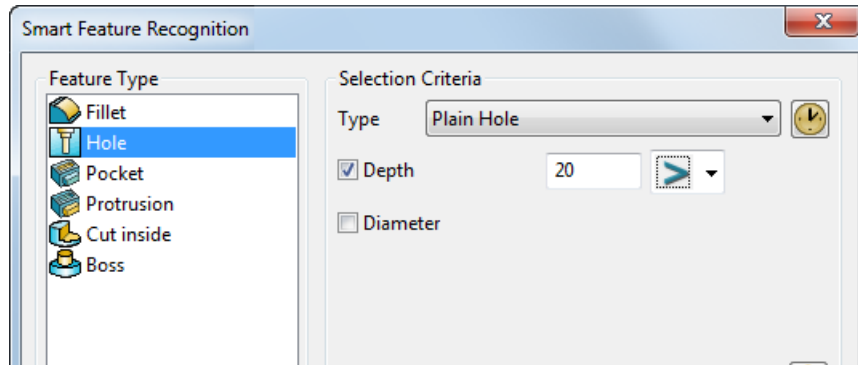 Smart Feature Recognition
Feature Type
Fillet
Hole
Pocket
Protrusion
Cut inside
Boss
Selection Criteria
Type Plain Hole
Depth 20 >
Diameter